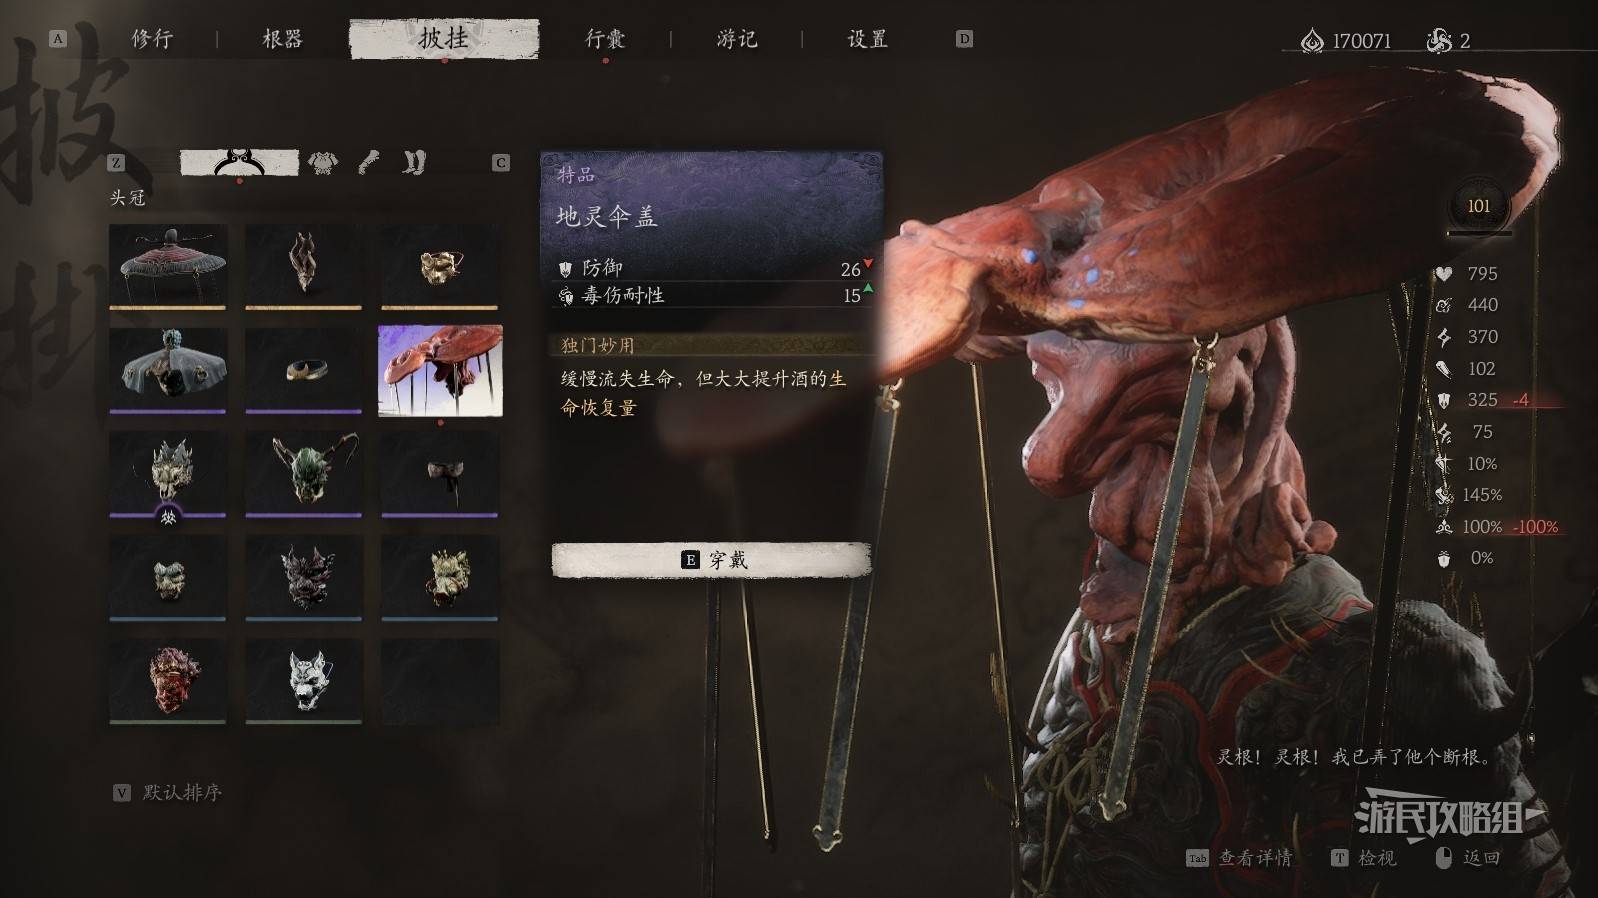 A 修行 根器 披挂 行囊 游记 设置 D
170071 2
披挂
Z C
头冠
特品
地灵伞盖
防御 26
毒伤耐性 15
独门妙用
缓慢流失生命，但大大提升酒的生
命恢复量
E 穿戴
101
795
440
370
102
325 -4
75
10%
145%
100% -100%
0%
V 默认排序
灵根！灵根！我已弄了他个断根。
游民攻略组
Tab 查看详情 T 检视 返回